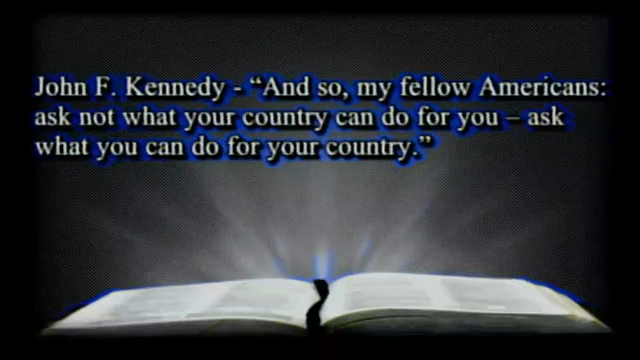 John F. Kennedy - “And so, my fellow Americans:
ask not what your country can do for you – ask
what you can do for your country.”